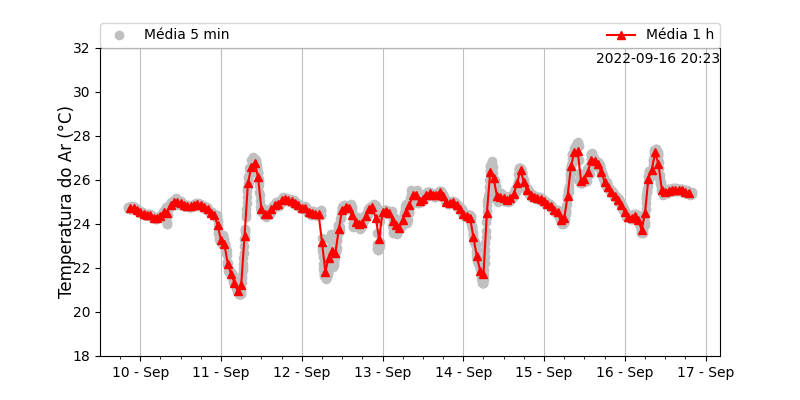 Média 5 min
Média 1 h
2022-09-16 20:23
Temperatura do Ar (°C)
32
30
28
26
24
22
20
18
10 - Sep
11 - Sep
12 - Sep
13 - Sep
14 - Sep
15 - Sep
16 - Sep
17 - Sep